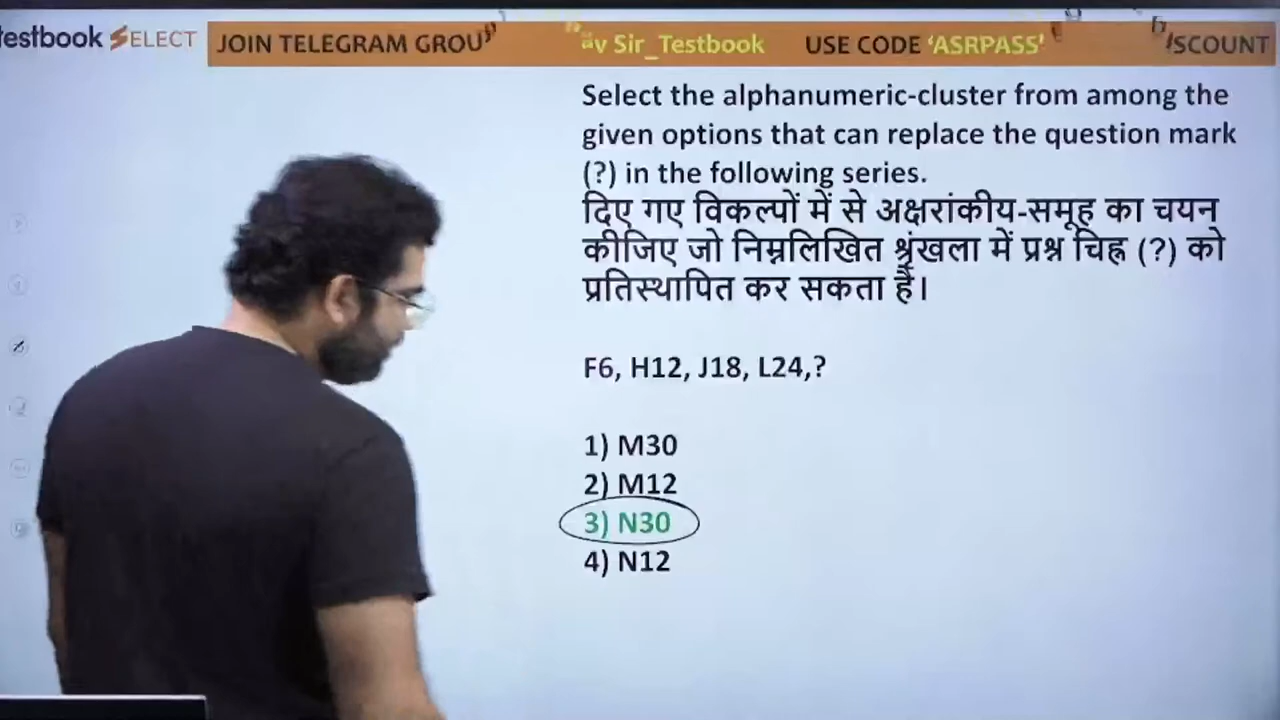 testbook SELECT
JOIN TELEGRAM GROU
v Sir_Testbook
USE CODE 'ASRPASS'
SCOUNT
Select the alphanumeric-cluster from among the
given options that can replace the question mark
(?) in the following series.
दिए गए विकल्पों में से अक्षरांकीय-समूह का चयन
कीजिए जो निम्नलिखित श्रृंखला में प्रश्न चिह्न (?) को
प्रतिस्थापित कर सकता है।
F6, H12, J18, L24,?
1) M30
2) M12
3) N30
4) N12